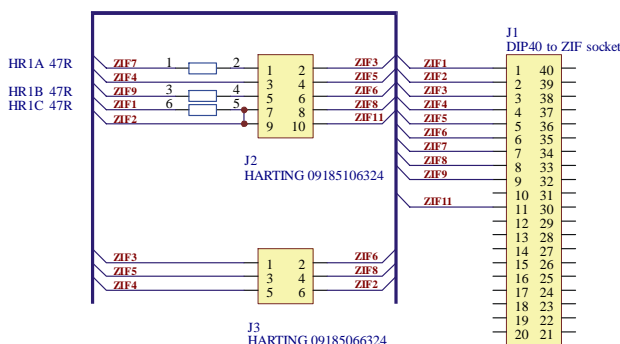 J1
DIP40 to ZIF socket
HR1A 47R ZIF7 1 2 ZIF3 ZIF1
ZIF4 1 2 ZIF5 ZIF2 1 40
HR1B 47R ZIF9 3 4 3 4 ZIF6 ZIF3 2 39
HR1C 47R ZIF1 6 5 5 6 ZIF8 ZIF4 3 38
ZIF2 7 8 ZIF11 ZIF5 4 37
9 10 ZIF6 5 36
ZIF7 6 35
J2 ZIF8 7 34
HARTING 09185106324 ZIF9 8 33
9 32
ZIF11 10 31
11 30
12 29
13 28
ZIF3 ZIF6 14 27
ZIF5 1 2 ZIF8 15 26
ZIF4 3 4 ZIF2 16 25
5 6 17 24
18 23
J3 19 22
HARTING 09185066324 20 21